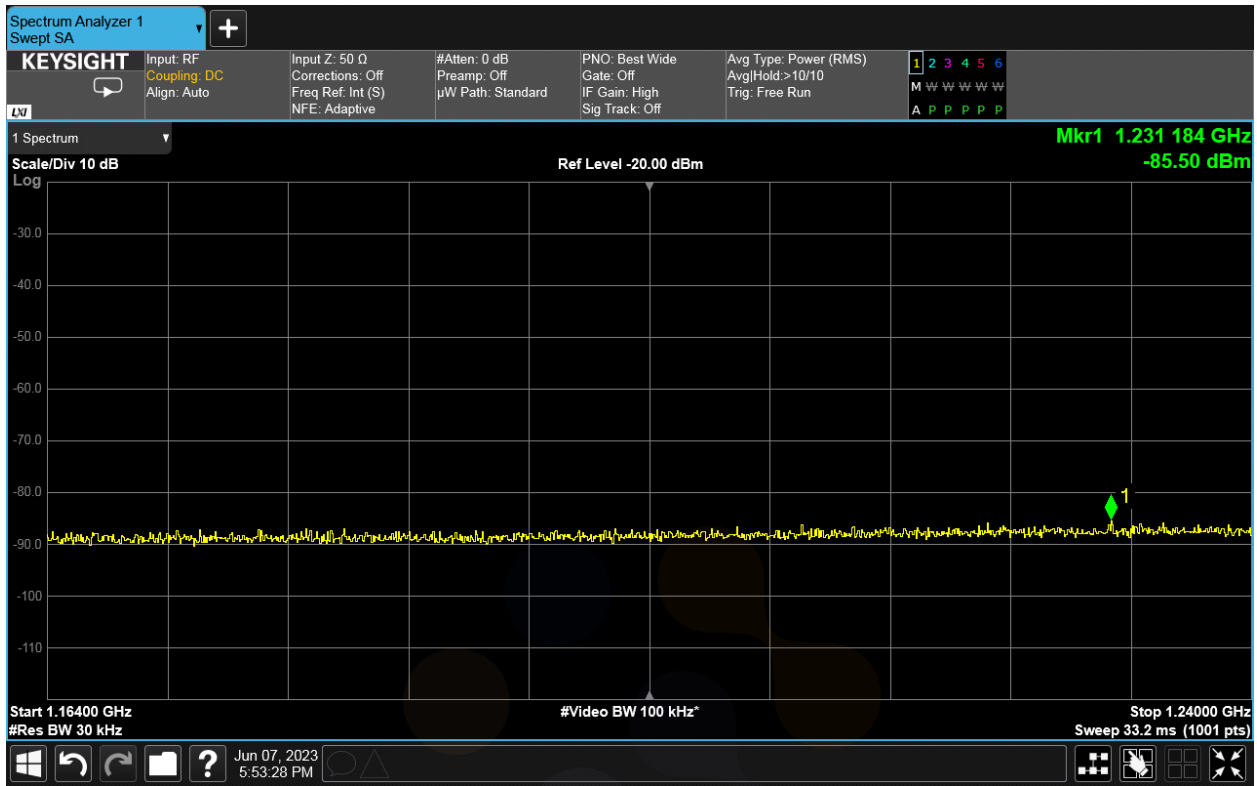 Spectrum Analyzer 1
Swept SA
KEYSIGHT
LXI
Input: RF
Coupling: DC
Align: Auto
Input Z: 50 Ω
Corrections: Off
Freq Ref: Int (S)
NFE: Adaptive
#Atten: 0 dB
Preamp: Off
µW Path: Standard
PNO: Best Wide
Gate: Off
IF Gain: High
Sig Track: Off
Avg Type: Power (RMS)
Avg|Hold:>10/10
Trig: Free Run
1 2 3 4 5 6
M W W W W W
A P P P P P
1 Spectrum
Mkr1 1.231 184 GHz
-85.50 dBm
Scale/Div 10 dB
Ref Level -20.00 dBm
Log
-30.0
-40.0
-50.0
-60.0
-70.0
-80.0
1
-90.0
-100
-110
Start 1.16400 GHz
#Video BW 100 kHz*
Stop 1.24000 GHz
#Res BW 30 kHz
Sweep 33.2 ms (1001 pts)
?
Jun 07, 2023
5:53:28 PM